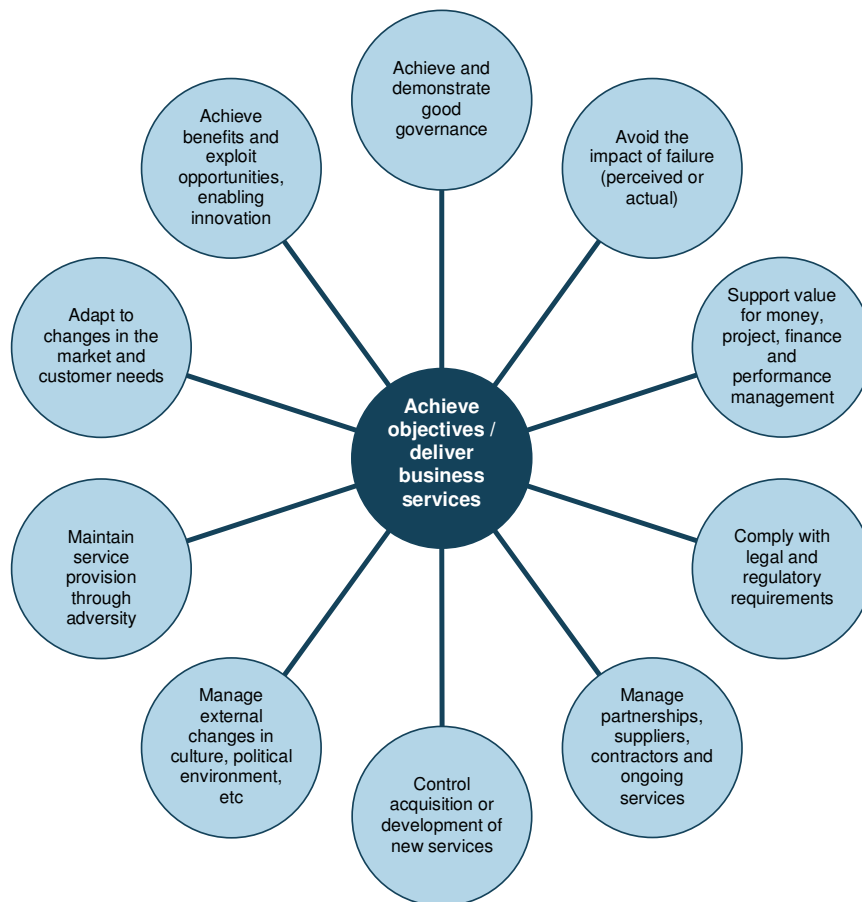 Achieve and
demonstrate
good
governance
Avoid the
impact of failure
(perceived or
actual)
Support value
for money,
project, finance
and
performance
management
Comply with
legal and
regulatory
requirements
Manage
partnerships,
suppliers,
contractors and
ongoing
services
Control
acquisition or
development of
new services
Manage
external
changes in
culture, political
environment,
etc
Maintain
service
provision
through
adversity
Adapt to
changes in the
market and
customer needs
Achieve
benefits and
exploit
opportunities,
enabling
innovation
Achieve
objectives /
deliver
business
services